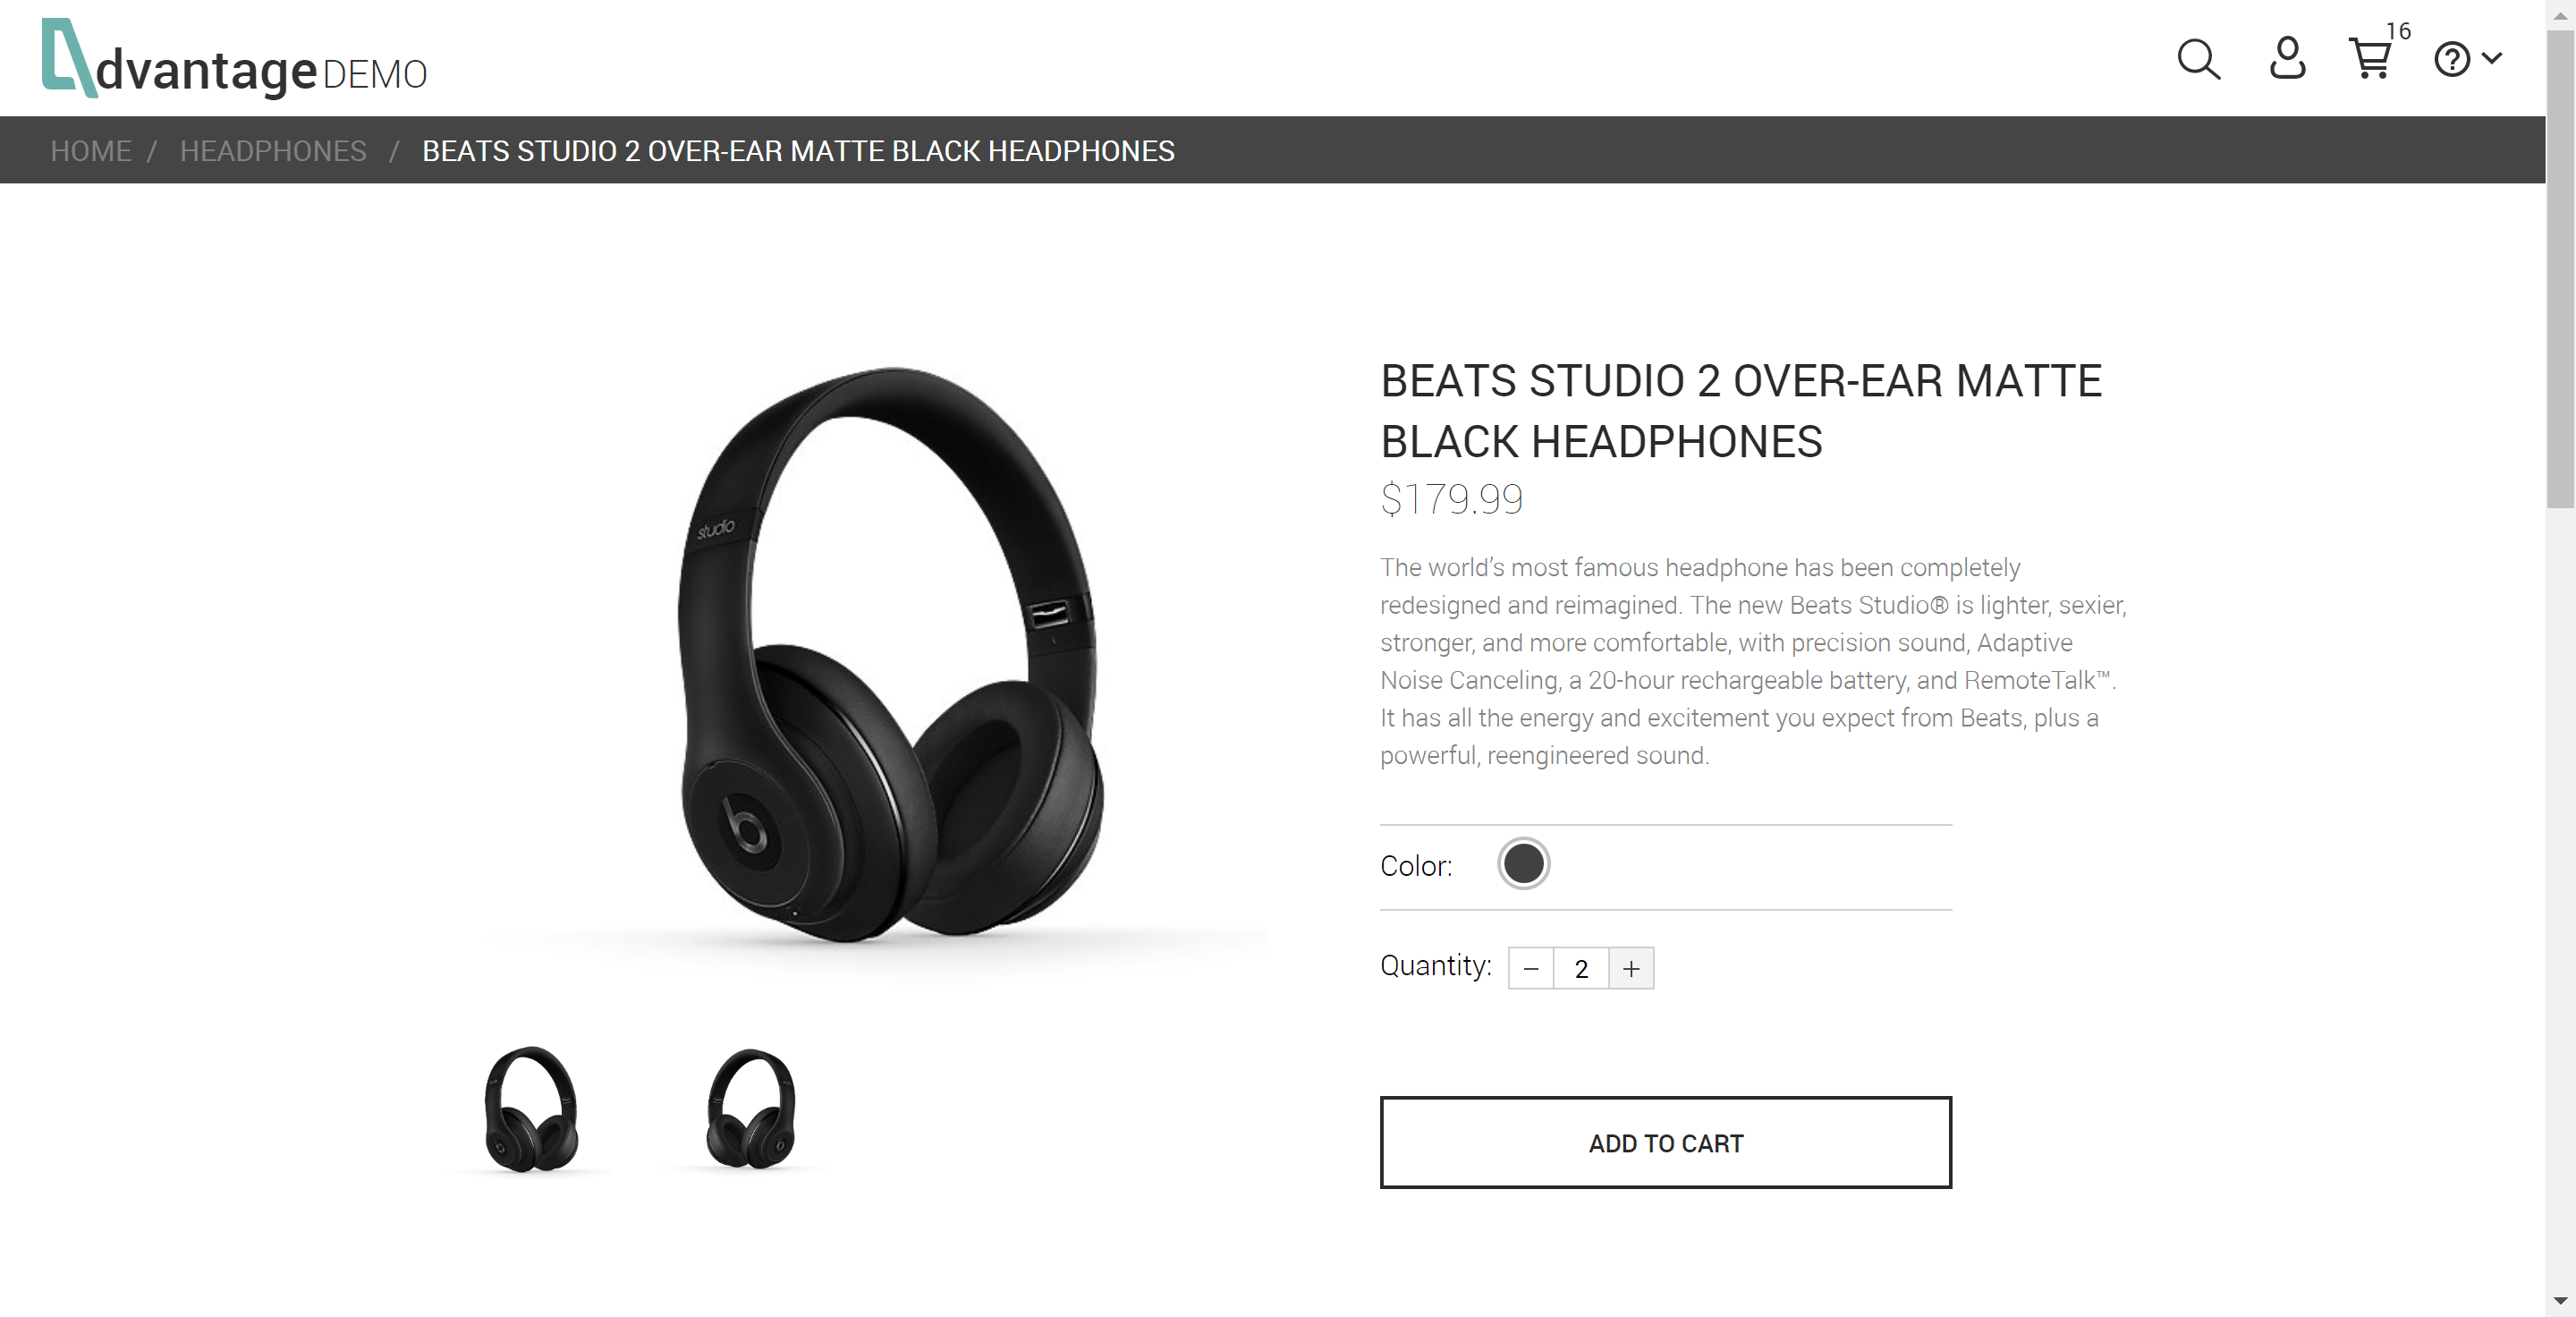 dvantage DEMO
16
HOME / HEADPHONES / BEATS STUDIO 2 OVER-EAR MATTE BLACK HEADPHONES
studio
BEATS STUDIO 2 OVER-EAR MATTE
BLACK HEADPHONES
$179.99
The world’s most famous headphone has been completely
redesigned and reimagined. The new Beats Studio® is lighter, sexier,
stronger, and more comfortable, with precision sound, Adaptive
Noise Canceling, a 20-hour rechargeable battery, and RemoteTalk™.
It has all the energy and excitement you expect from Beats, plus a
powerful, reengineered sound.
Color:
Quantity: − 2 +
ADD TO CART